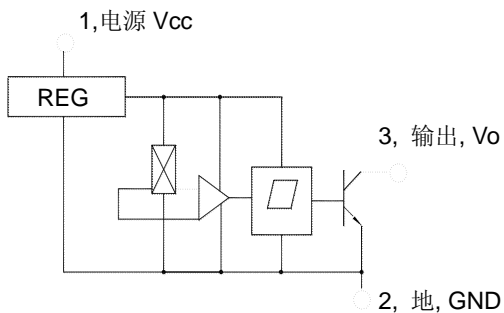 1,电源 Vcc
REG
3, 输出, Vo
2, 地, GND